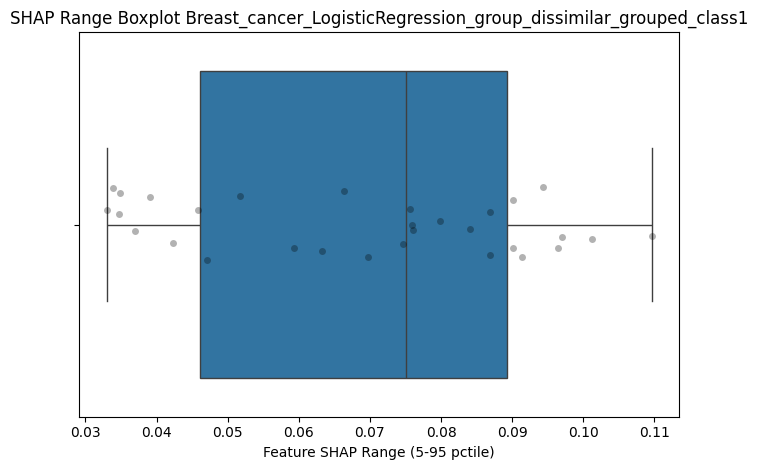 SHAP Range Boxplot Breast_cancer_LogisticRegression_group_dissimilar_grouped_class1
0.03 0.04 0.05 0.06 0.07 0.08 0.09 0.10 0.11
Feature SHAP Range (5-95 pctile)